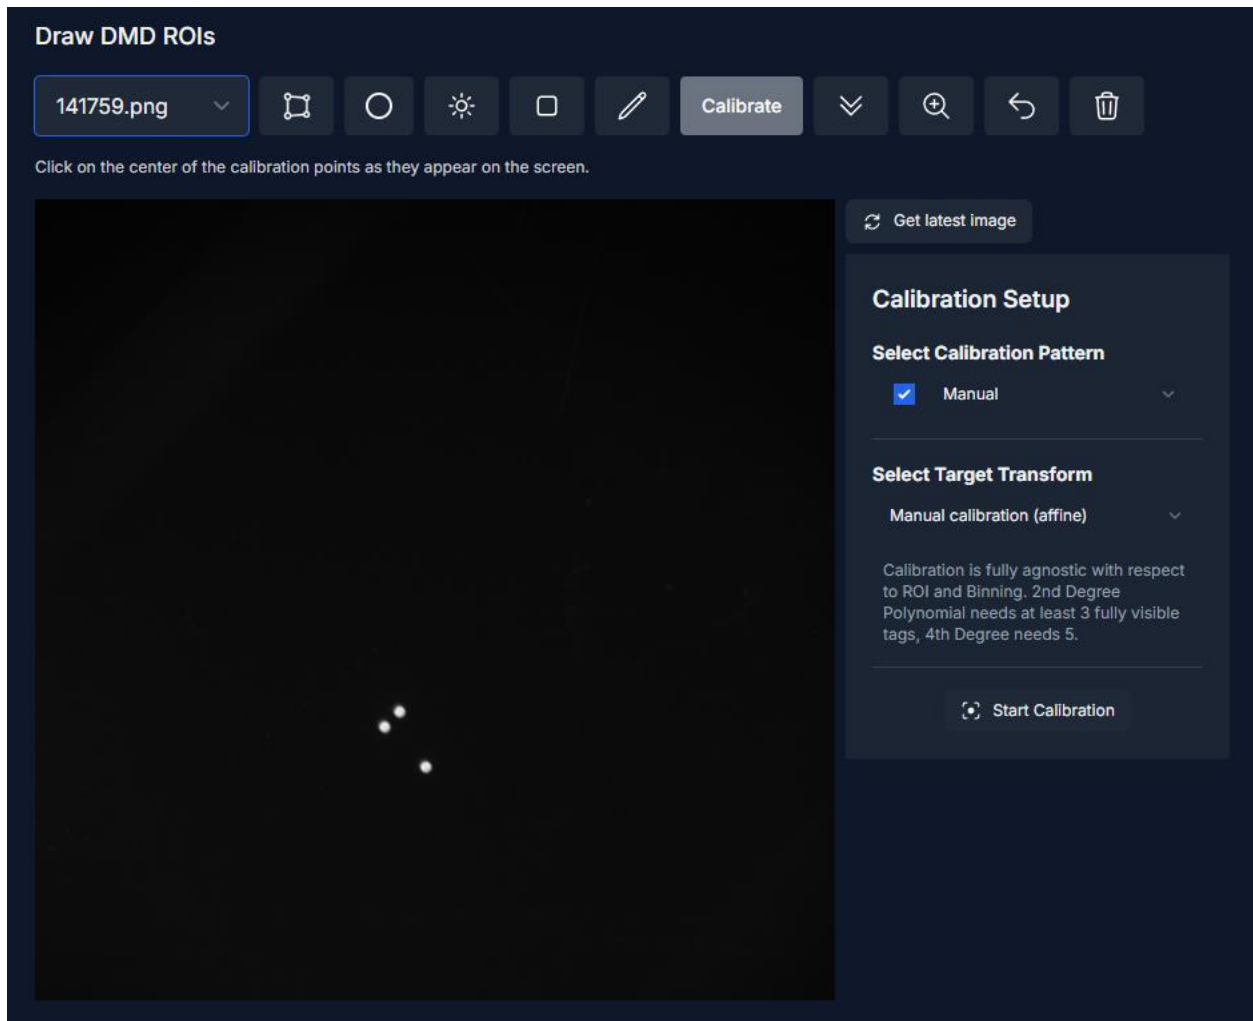 Draw DMD ROIs
141759.png
Calibrate
Click on the center of the calibration points as they appear on the screen.
Get latest image
Calibration Setup
Select Calibration Pattern
Manual
Select Target Transform
Manual calibration (affine)
Calibration is fully agnostic with respect
to ROI and Binning. 2nd Degree
Polynomial needs at least 3 fully visible
tags, 4th Degree needs 5.
Start Calibration